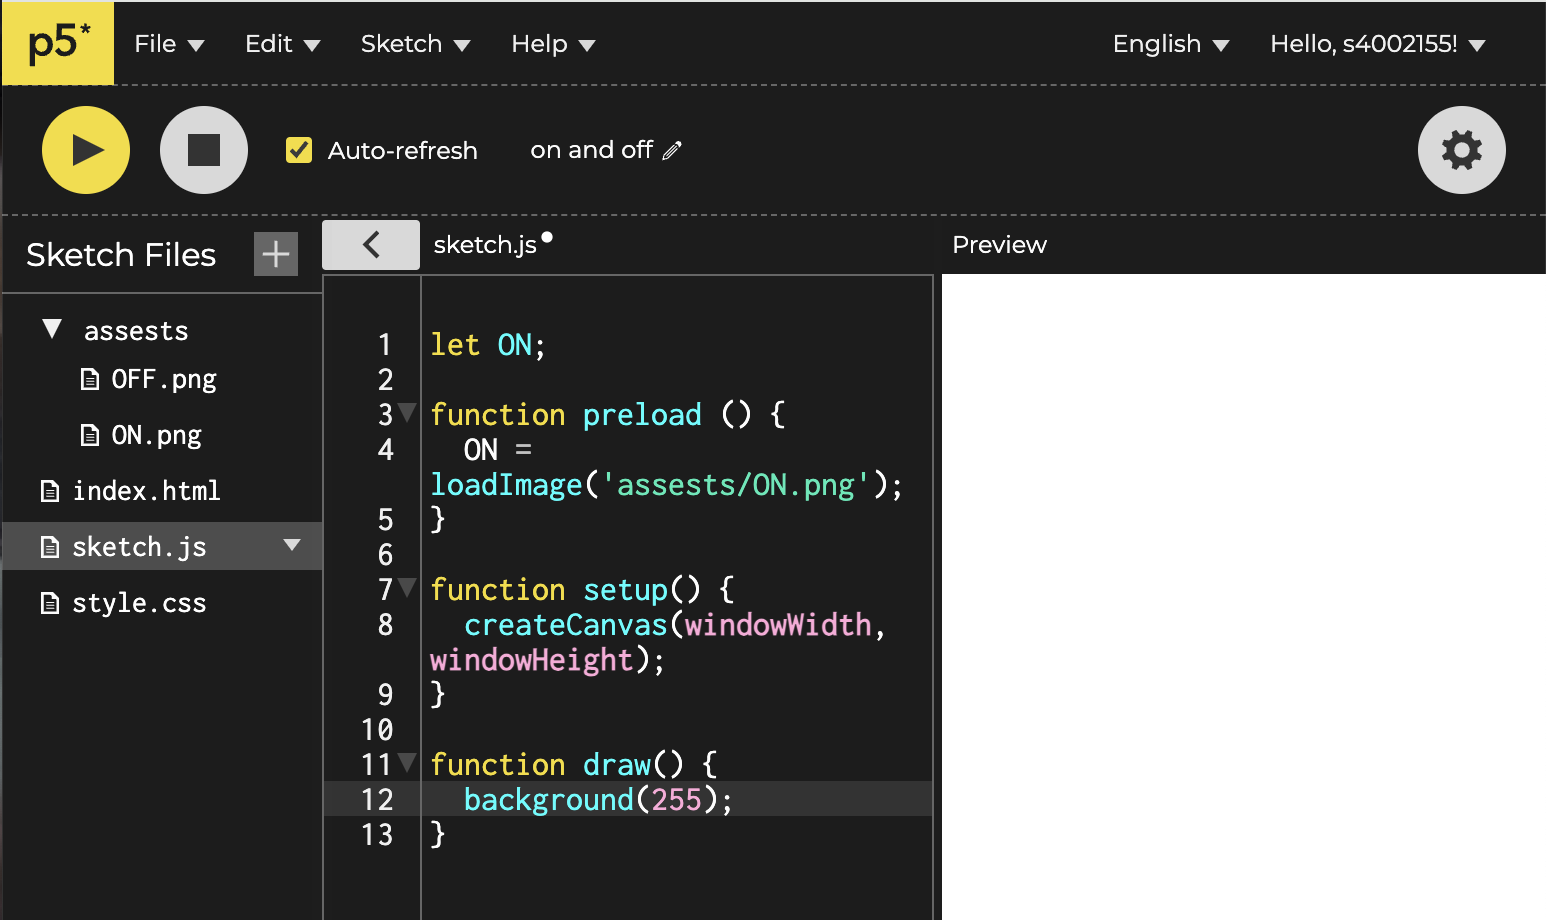 p5* File Edit Sketch Help English Hello, s4002155!
Auto-refresh on and off
Sketch Files
assests
OFF.png
ON.png
index.html
sketch.js
style.css
sketch.js
1 let ON;
2
3 function preload () {
4 ON =
loadImage('assests/ON.png');
5 }
6
7 function setup() {
8 createCanvas(windowWidth,
windowHeight);
9 }
10
11 function draw() {
12 background(255);
13 }
Preview